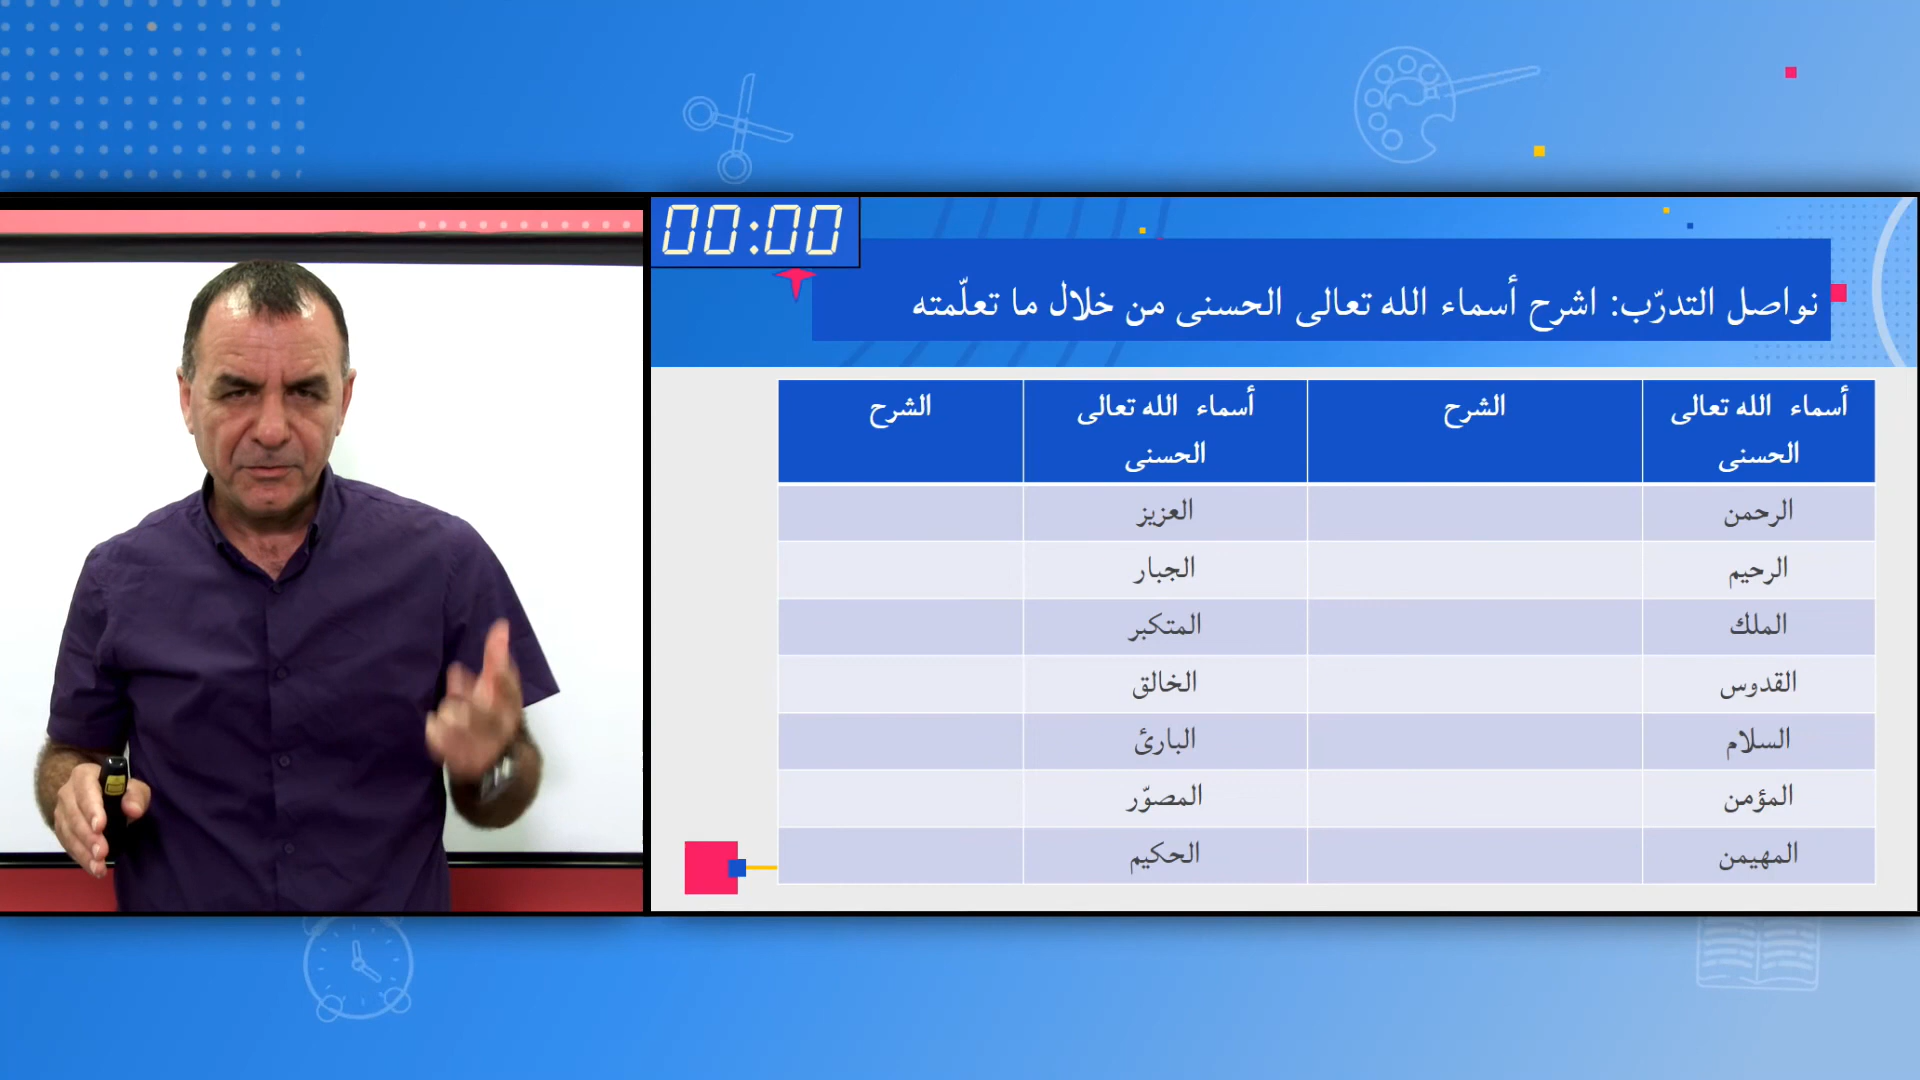 00:00
نواصل التدرّب: اشرح أسماء الله تعالى الحسنى من خلال ما تعلّمته
أسماء الله تعالى الحسنى	الشرح	أسماء الله تعالى الحسنى	الشرح
الرحمن		العزيز
الرحيم		الجبار
الملك		المتكبر
القدوس		الخالق
السلام		البارئ
المؤمن		المصوّر
المهيمن		الحكيم